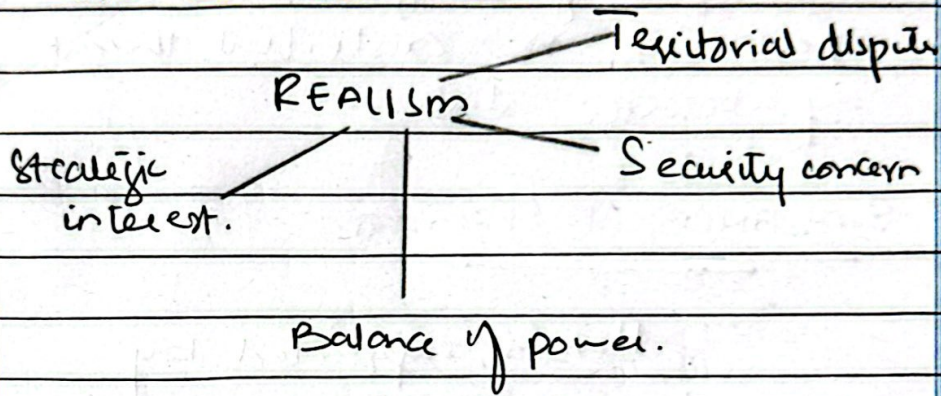 Territorial dispute
REALISM
Strategic
interest.
Security concern
Balance of power.